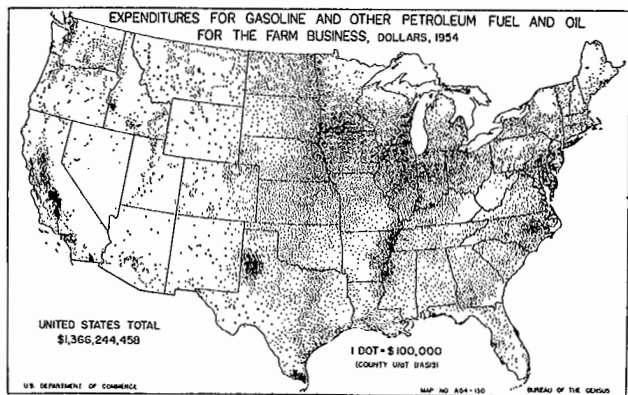 EXPENDITURES FOR GASOLINE AND OTHER PETROLEUM FUEL AND OIL
FOR THE FARM BUSINESS, DOLLARS, 1954
UNITED STATES TOTAL
$1,366,244,458
1 DOT = $100,000
(COUNTY UNIT BASIS)
U.S. DEPARTMENT OF COMMERCE
MAP NO. A54-130
BUREAU OF THE CENSUS